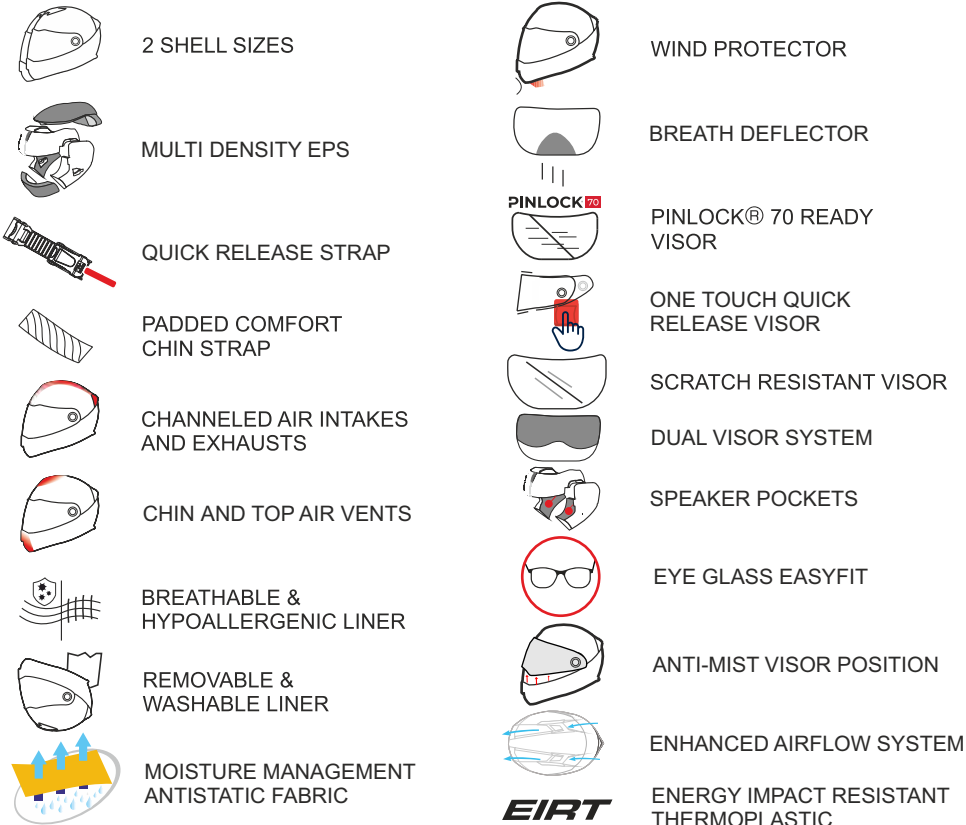 2 SHELL SIZES
MULTI DENSITY EPS
QUICK RELEASE STRAP
PADDED COMFORT
CHIN STRAP
CHANNELED AIR INTAKES
AND EXHAUSTS
CHIN AND TOP AIR VENTS
BREATHABLE &
HYPOALLERGENIC LINER
REMOVABLE &
WASHABLE LINER
MOISTURE MANAGEMENT
ANTISTATIC FABRIC
WIND PROTECTOR
BREATH DEFLECTOR
PINLOCK 70
PINLOCK® 70 READY
VISOR
ONE TOUCH QUICK
RELEASE VISOR
SCRATCH RESISTANT VISOR
DUAL VISOR SYSTEM
SPEAKER POCKETS
EYE GLASS EASYFIT
ANTI-MIST VISOR POSITION
ENHANCED AIRFLOW SYSTEM
EIRT
ENERGY IMPACT RESISTANT
THERMOPLASTIC